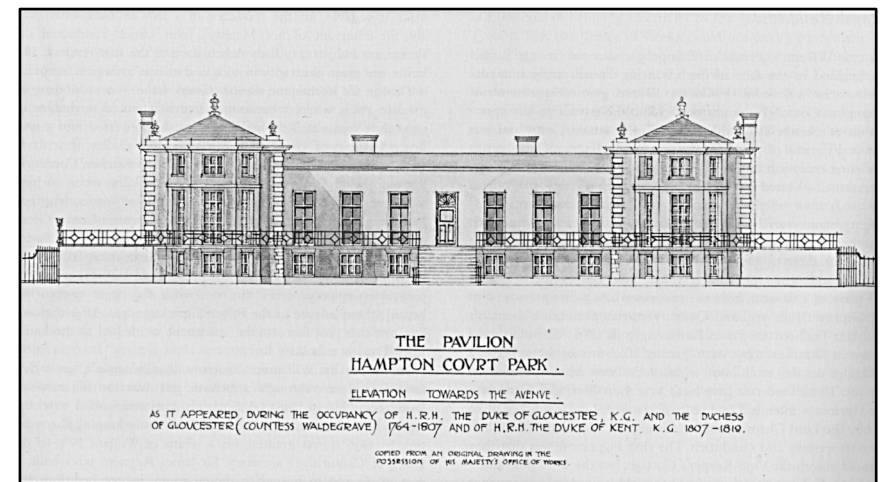 THE PAVILION
HAMPTON COURT PARK.
ELEVATION TOWARDS THE AVENUE.
AS IT APPEARED DURING THE OCCUPANCY OF H.R.H. THE DUKE OF GLOUCESTER, K.G., AND THE DUCHESS
OF GLOUCESTER (COUNTESS WALDEGRAVE) 1764-1807 AND OF H.R.H. THE DUKE OF KENT. K.G. 1807-1819.
COPIED FROM AN ORIGINAL DRAWING IN THE
POSSESSION OF HIS MAJESTY'S OFFICE OF WORKS.